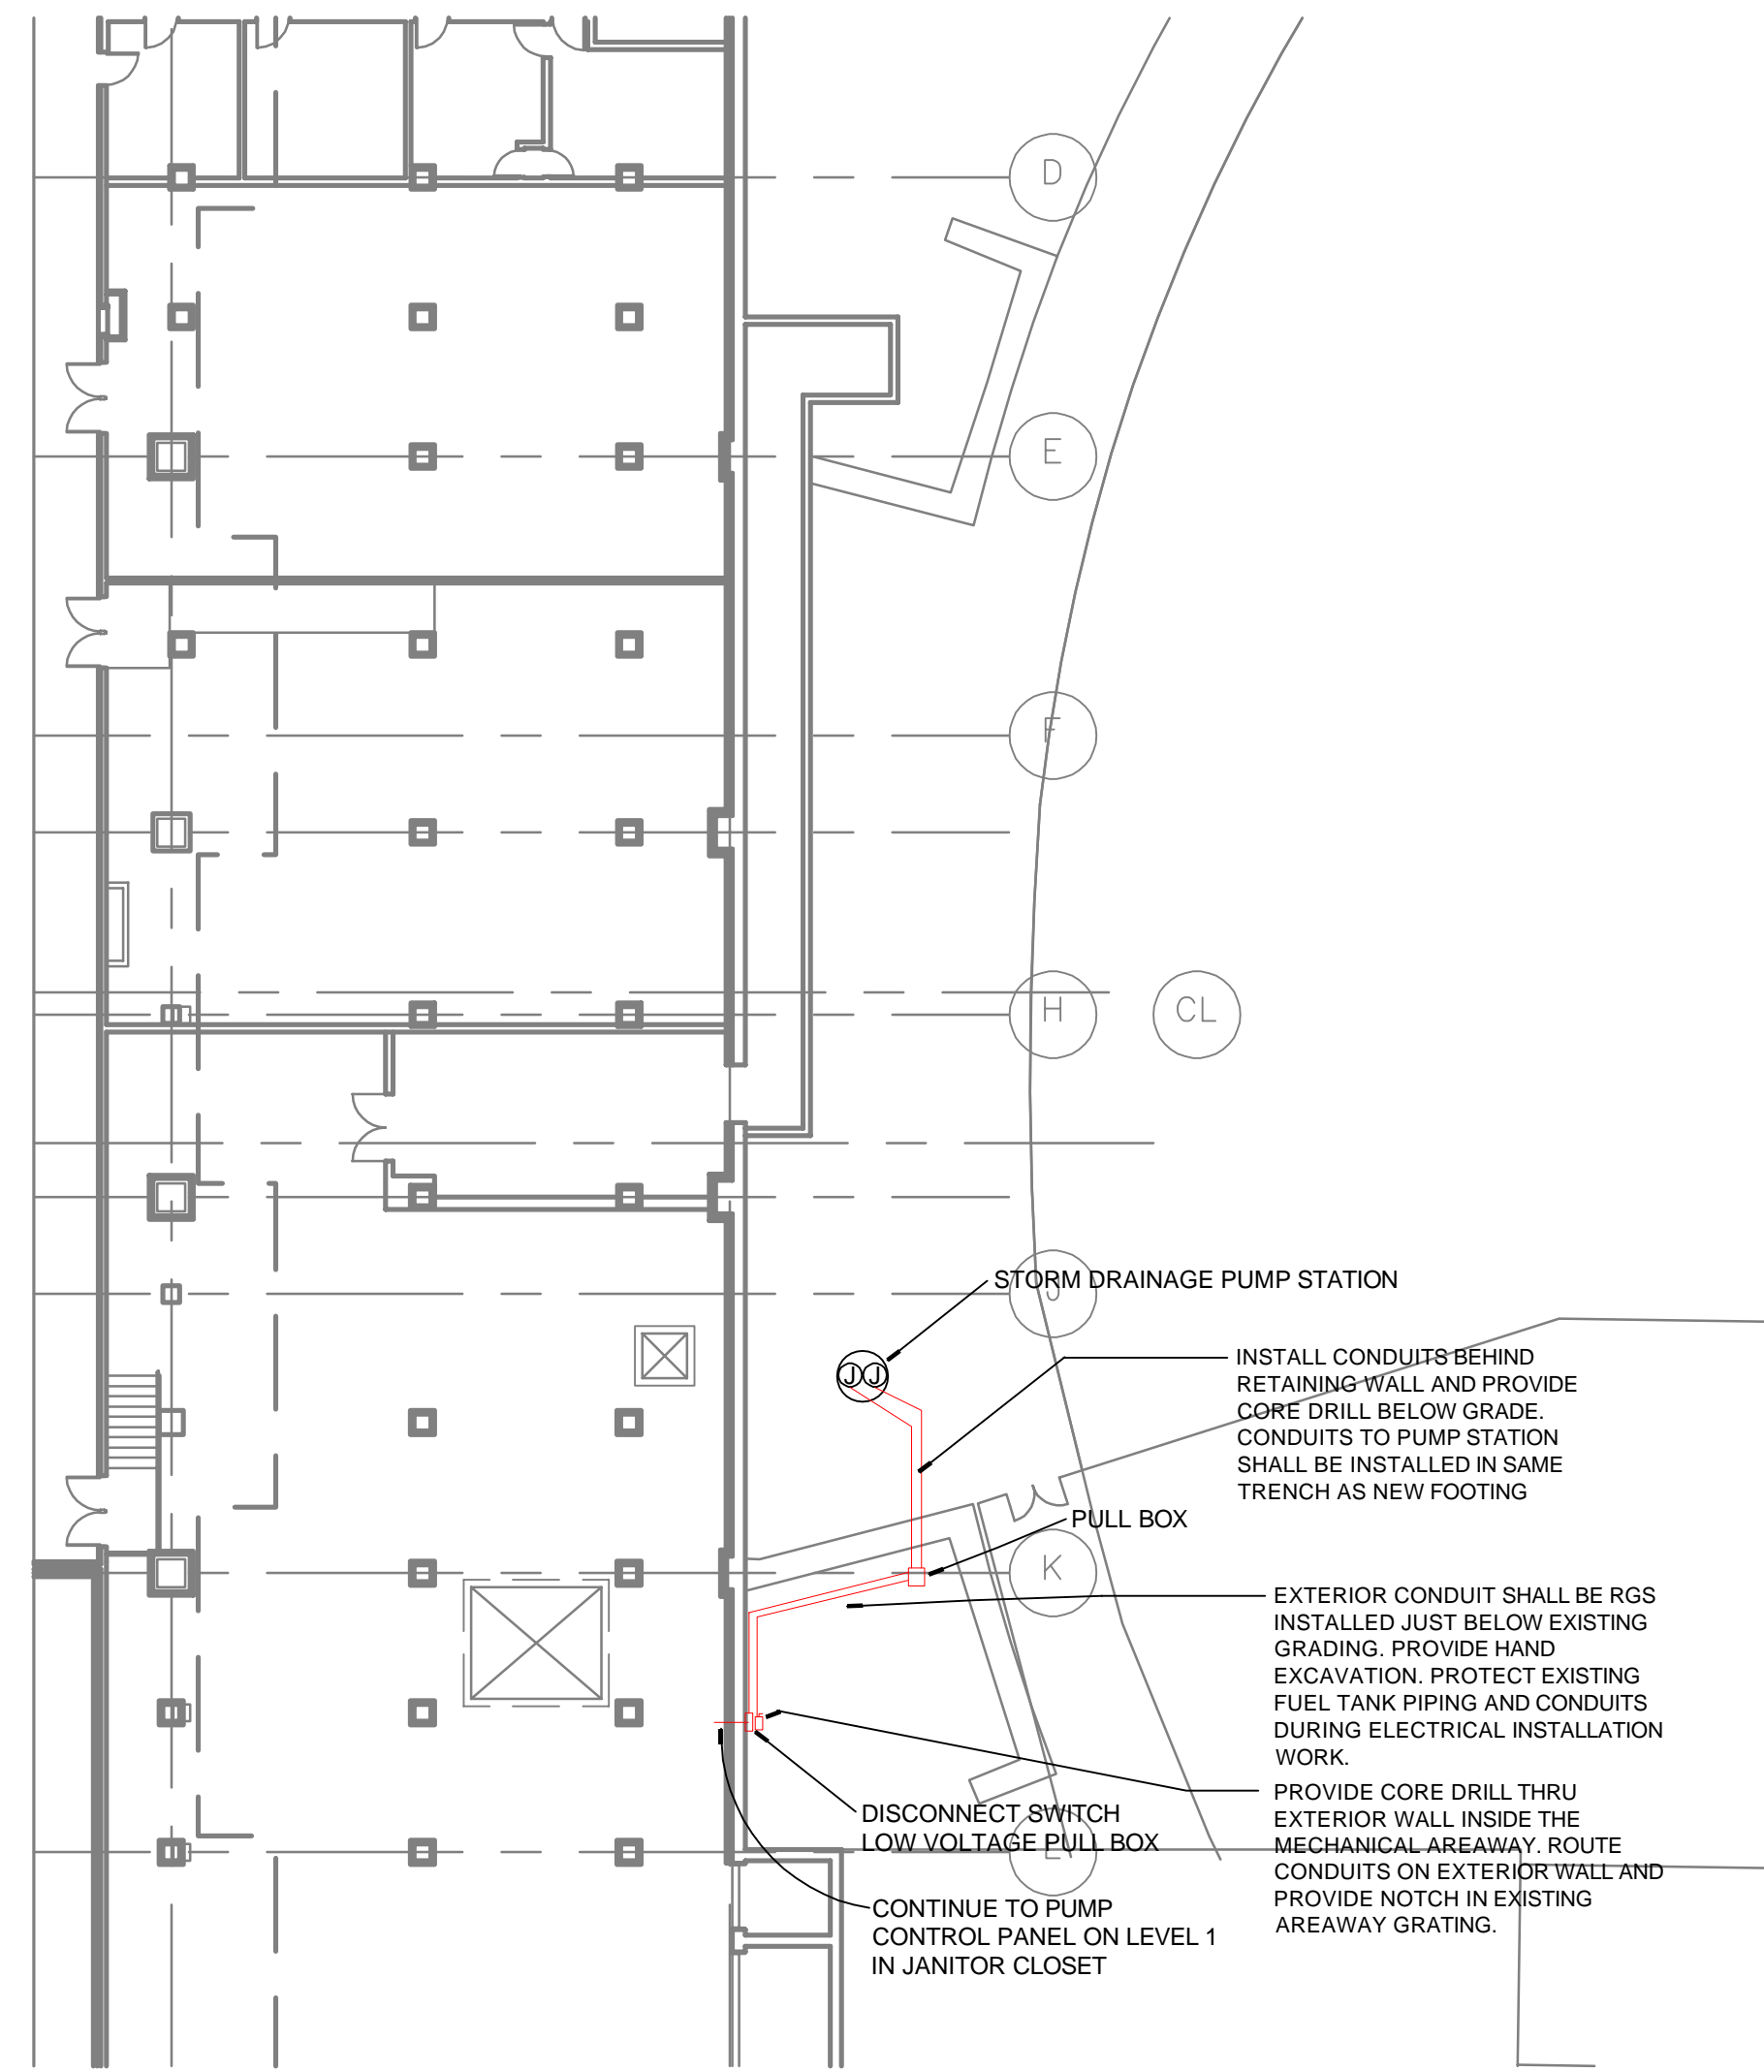 D
E
F
H
CL
STORM DRAINAGE PUMP STATION
J
J J
INSTALL CONDUITS BEHIND
RETAINING WALL AND PROVIDE
CORE DRILL BELOW GRADE.
CONDUITS TO PUMP STATION
SHALL BE INSTALLED IN SAME
TRENCH AS NEW FOOTING
PULL BOX
K
EXTERIOR CONDUIT SHALL BE RGS
INSTALLED JUST BELOW EXISTING
GRADING. PROVIDE HAND
EXCAVATION. PROTECT EXISTING
FUEL TANK PIPING AND CONDUITS
DURING ELECTRICAL INSTALLATION
WORK.
PROVIDE CORE DRILL THRU
EXTERIOR WALL INSIDE THE
MECHANICAL AREAWAY. ROUTE
CONDUITS ON EXTERIOR WALL AND
PROVIDE NOTCH IN EXISTING
AREAWAY GRATING.
DISCONNECT SWITCH
LOW VOLTAGE PULL BOX
L
CONTINUE TO PUMP
CONTROL PANEL ON LEVEL 1
IN JANITOR CLOSET